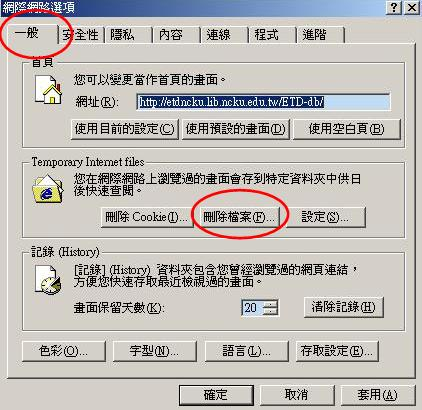 網際網路選項
一般 安全性 隱私 內容 連線 程式 進階
首頁
您可以變更當作首頁的畫面。
網址(R): http://etdncku.lib.ncku.edu.tw/ETD-db/
使用目前的設定(C) 使用預設的畫面(D) 使用空白頁(B)
Temporary Internet files
您在網際網路上瀏覽過的畫面會存到特定資料夾中供日
後快速查閱。
刪除 Cookie(I)... 刪除檔案(F)... 設定(S)...
記錄 (History)
[記錄] (History) 資料夾包含您曾經瀏覽過的網頁連結，
方便您快速存取最近檢視過的畫面。
畫面保留天數(K): 20 清除記錄(H)
色彩(O)... 字型(N)... 語言(L)... 存取設定(E)...
確定 取消 套用(A)